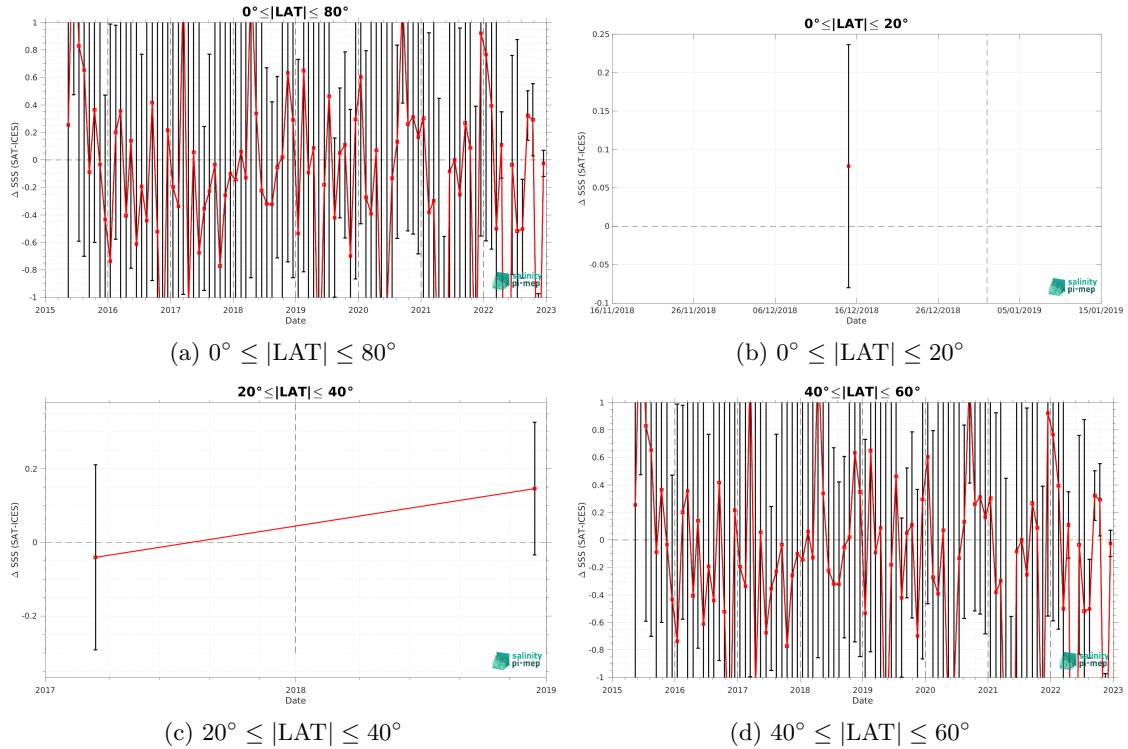 0°≤|LAT|≤ 80°
1
0.8
0.6
0.4
0.2
0
-0.2
-0.4
-0.6
-0.8
-1
Δ SSS (SAT-ICES)
2015 2016 2017 2018 2019 2020 2021 2022 2023
Date
salinity
pi-mep
(a) 0° ≤ |LAT| ≤ 80°
0°≤|LAT|≤ 20°
0.25
0.2
0.15
0.1
0.05
0
-0.05
-0.1
Δ SSS (SAT-ICES)
16/11/2018 26/11/2018 06/12/2018 16/12/2018 26/12/2018 05/01/2019 15/01/2019
Date
salinity
pi-mep
(b) 0° ≤ |LAT| ≤ 20°
20°≤|LAT|≤ 40°
0.2
0
-0.2
Δ SSS (SAT-ICES)
2017 2018 2019
Date
salinity
pi-mep
(c) 20° ≤ |LAT| ≤ 40°
40°≤|LAT|≤ 60°
1
0.8
0.6
0.4
0.2
0
-0.2
-0.4
-0.6
-0.8
-1
Δ SSS (SAT-ICES)
2015 2016 2017 2018 2019 2020 2021 2022 2023
Date
salinity
pi-mep
(d) 40° ≤ |LAT| ≤ 60°